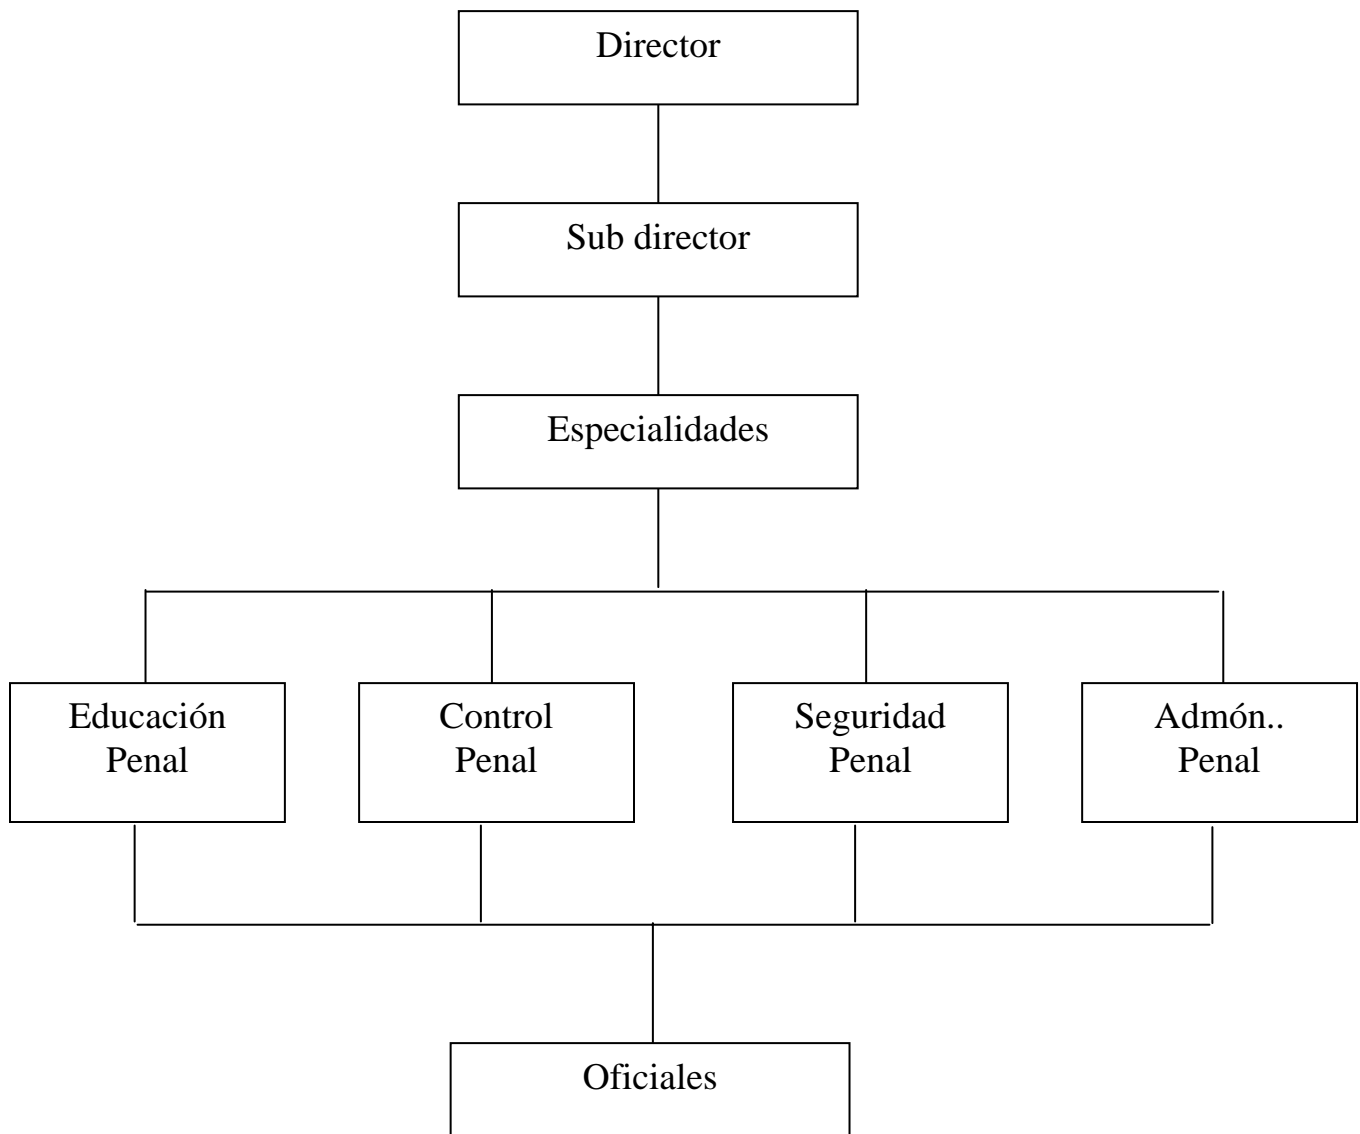 Director
Sub director
Especialidades
Educación
Penal
Control
Penal
Seguridad
Penal
Admón..
Penal
Oficiales